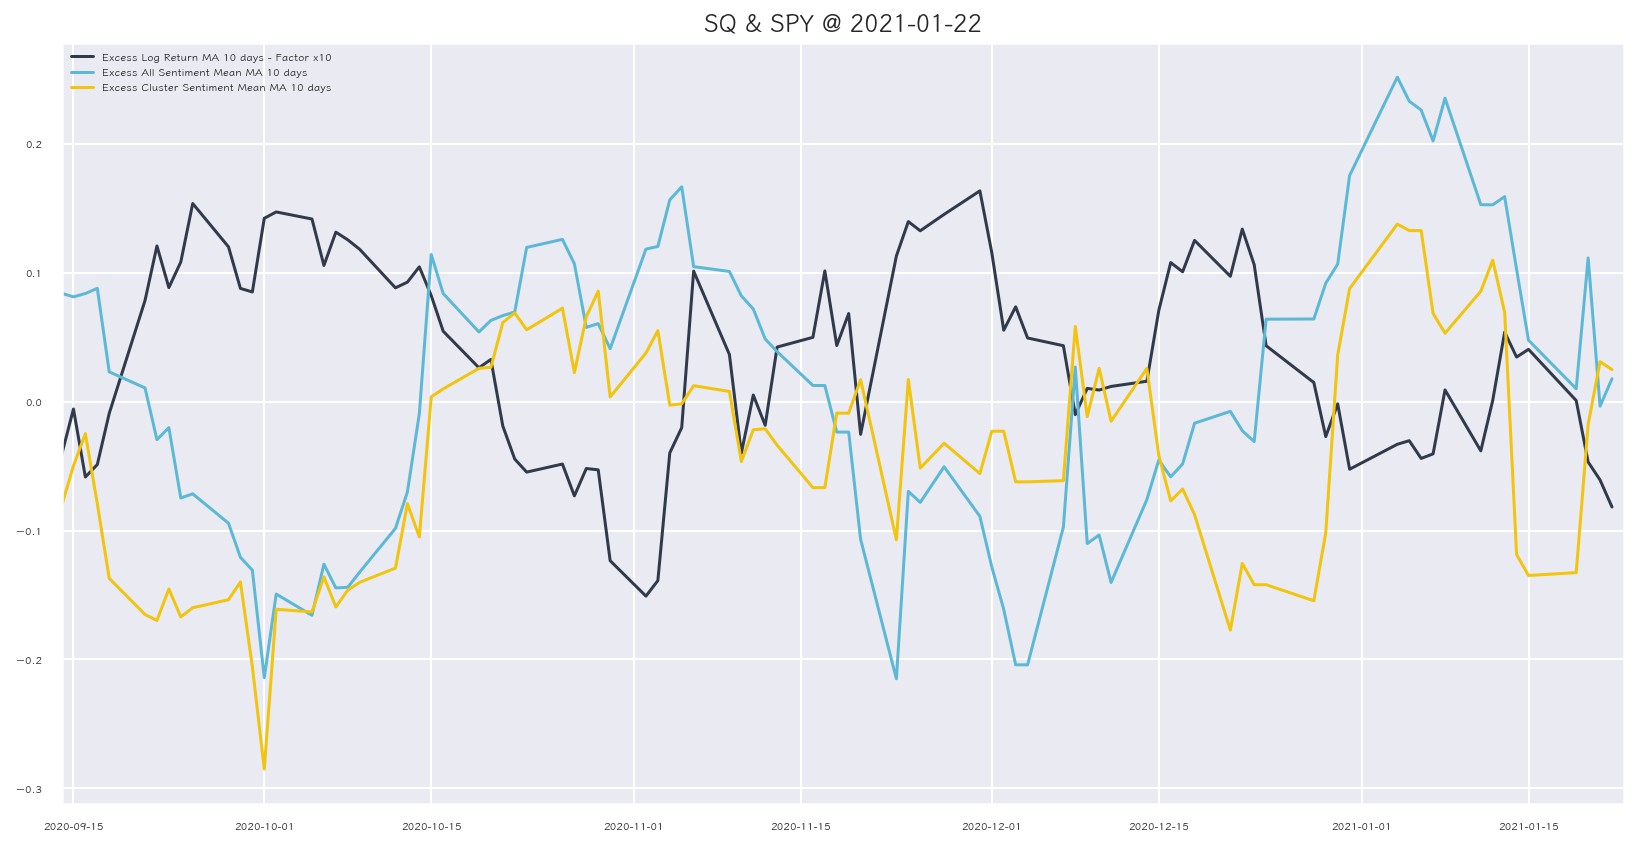 SQ & SPY @ 2021-01-22
Excess Log Return MA 10 days - Factor x10
Excess All Sentiment Mean MA 10 days
Excess Cluster Sentiment Mean MA 10 days
0.2
0.1
0.0
−0.1
−0.2
−0.3
2020-09-15 2020-10-01 2020-10-15 2020-11-01 2020-11-15 2020-12-01 2020-12-15 2021-01-01 2021-01-15